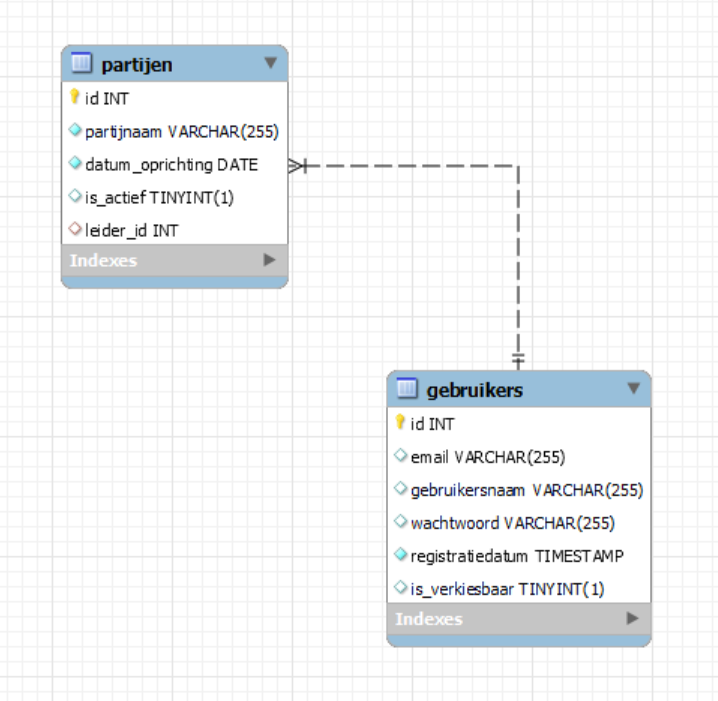 partijen
id INT
partijnaam VARCHAR(255)
datum_oprichting DATE
is_actief TINYINT(1)
leider_id INT
Indexes
gebruikers
id INT
email VARCHAR(255)
gebruikersnaam VARCHAR(255)
wachtwoord VARCHAR(255)
registratiedatum TIMESTAMP
is_verkiesbaar TINYINT(1)
Indexes